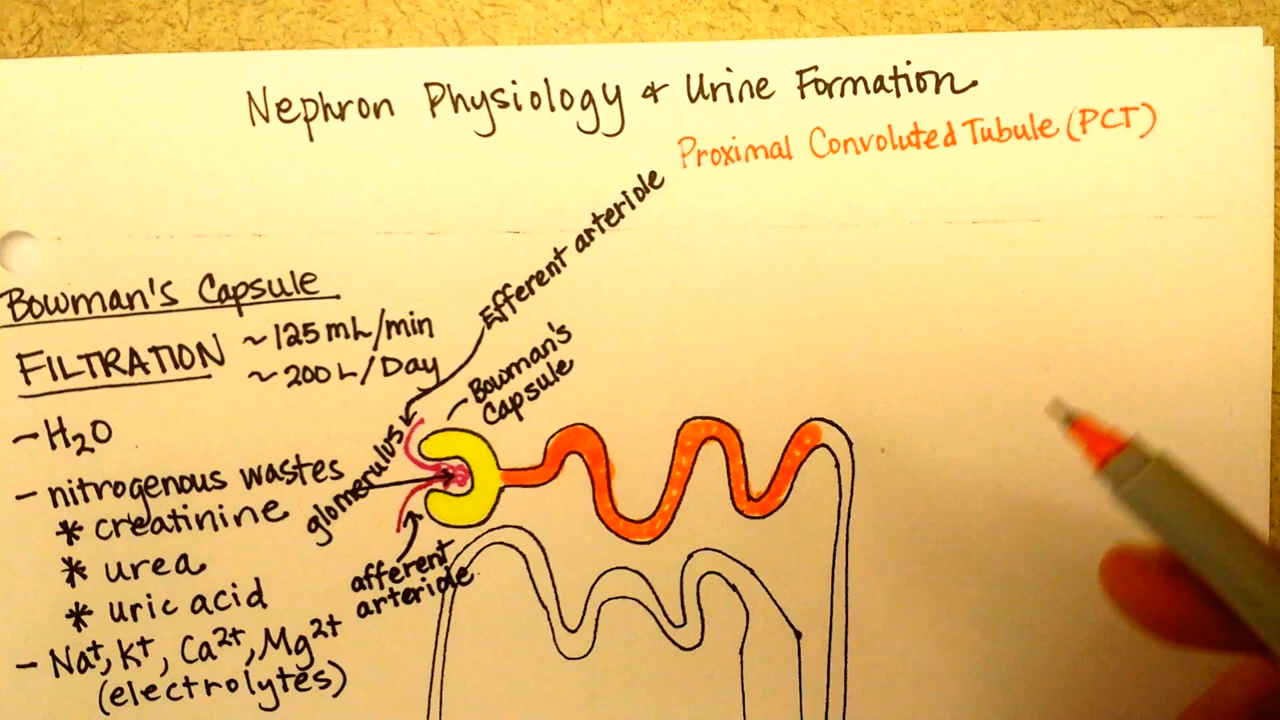 Nephron Physiology & Urine Formation
Proximal Convoluted Tubule (PCT)
Efferent arteriole
Bowman's Capsule
FILTRATION
~125 mL/min
~200 L/Day
- H₂O
- nitrogenous wastes
* creatinine
* urea
* uric acid
- Na⁺, K⁺, Ca²⁺, Mg²⁺
(electrolytes)
Bowman's
Capsule
glomerulus
afferent
arteriole